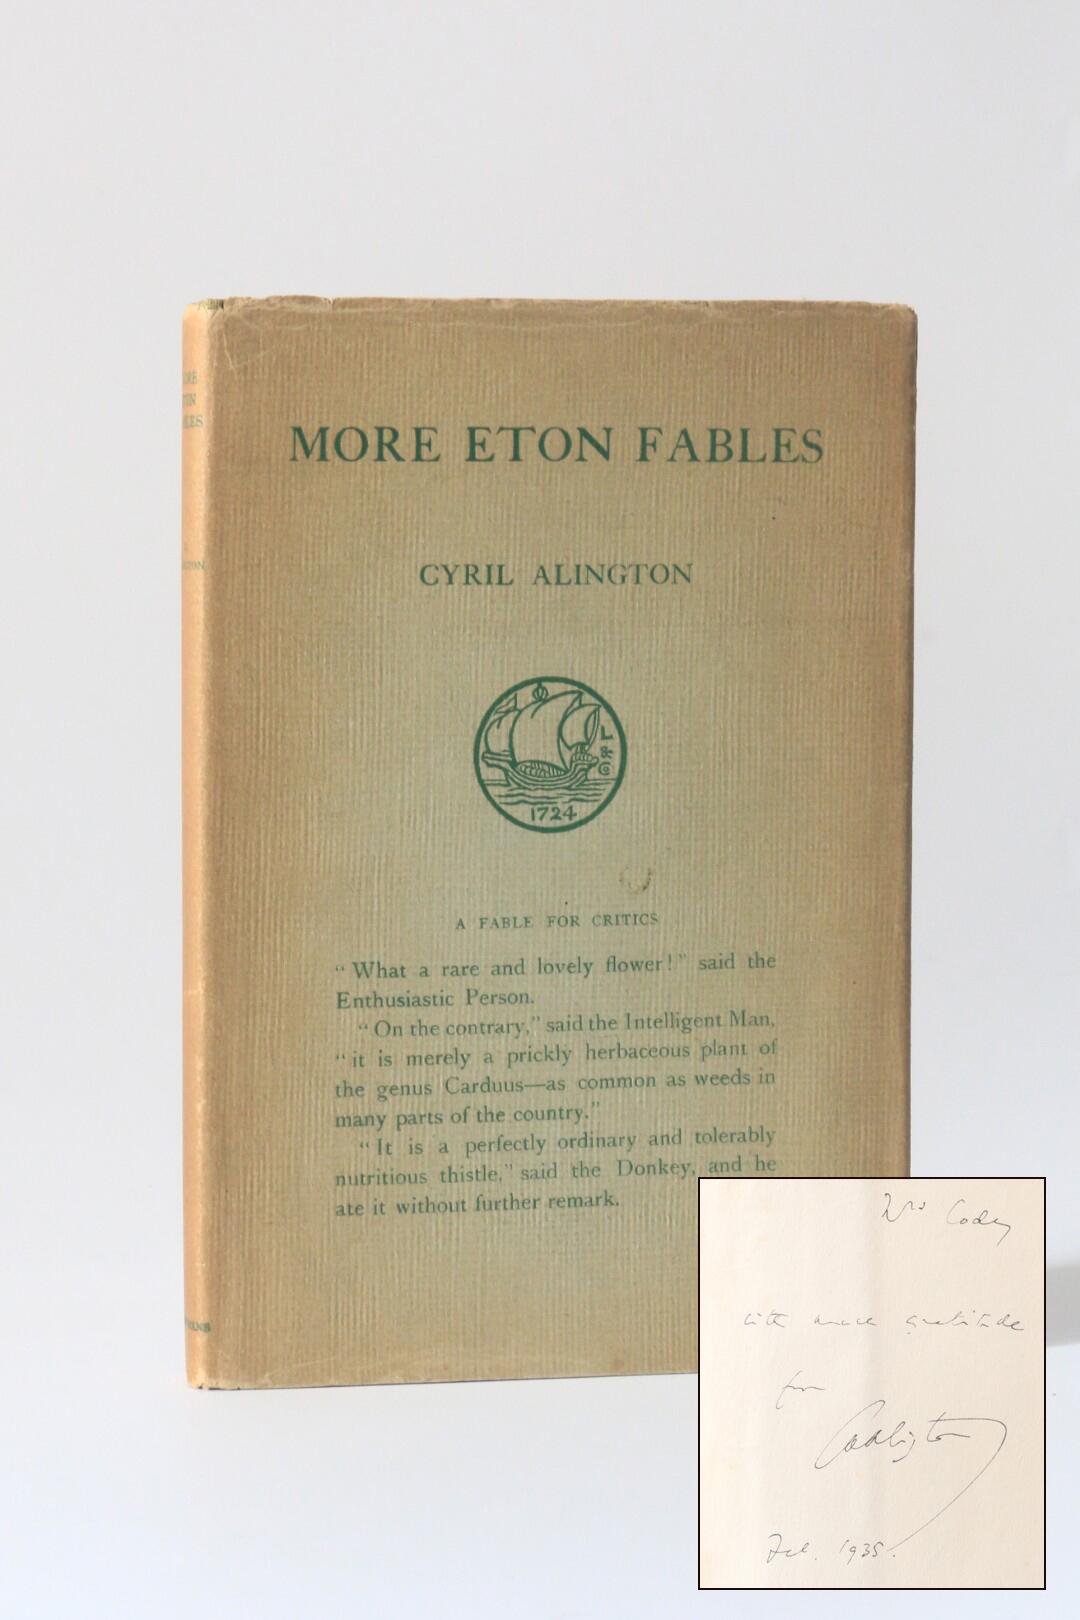 MORE ETON FABLES
CYRIL ALINGTON
L
&
Co
1724
A FABLE FOR CRITICS
"What a rare and lovely flower!" said the
Enthusiastic Person.
"On the contrary," said the Intelligent Man,
"it is merely a prickly herbaceous plant of
the genus Carduus—as common as weeds in
many parts of the country."
"It is a perfectly ordinary and tolerably
nutritious thistle," said the Donkey, and he
ate it without further remark.
Mrs Cody
with much gratitude
from
CAAlington
Feb. 1935.